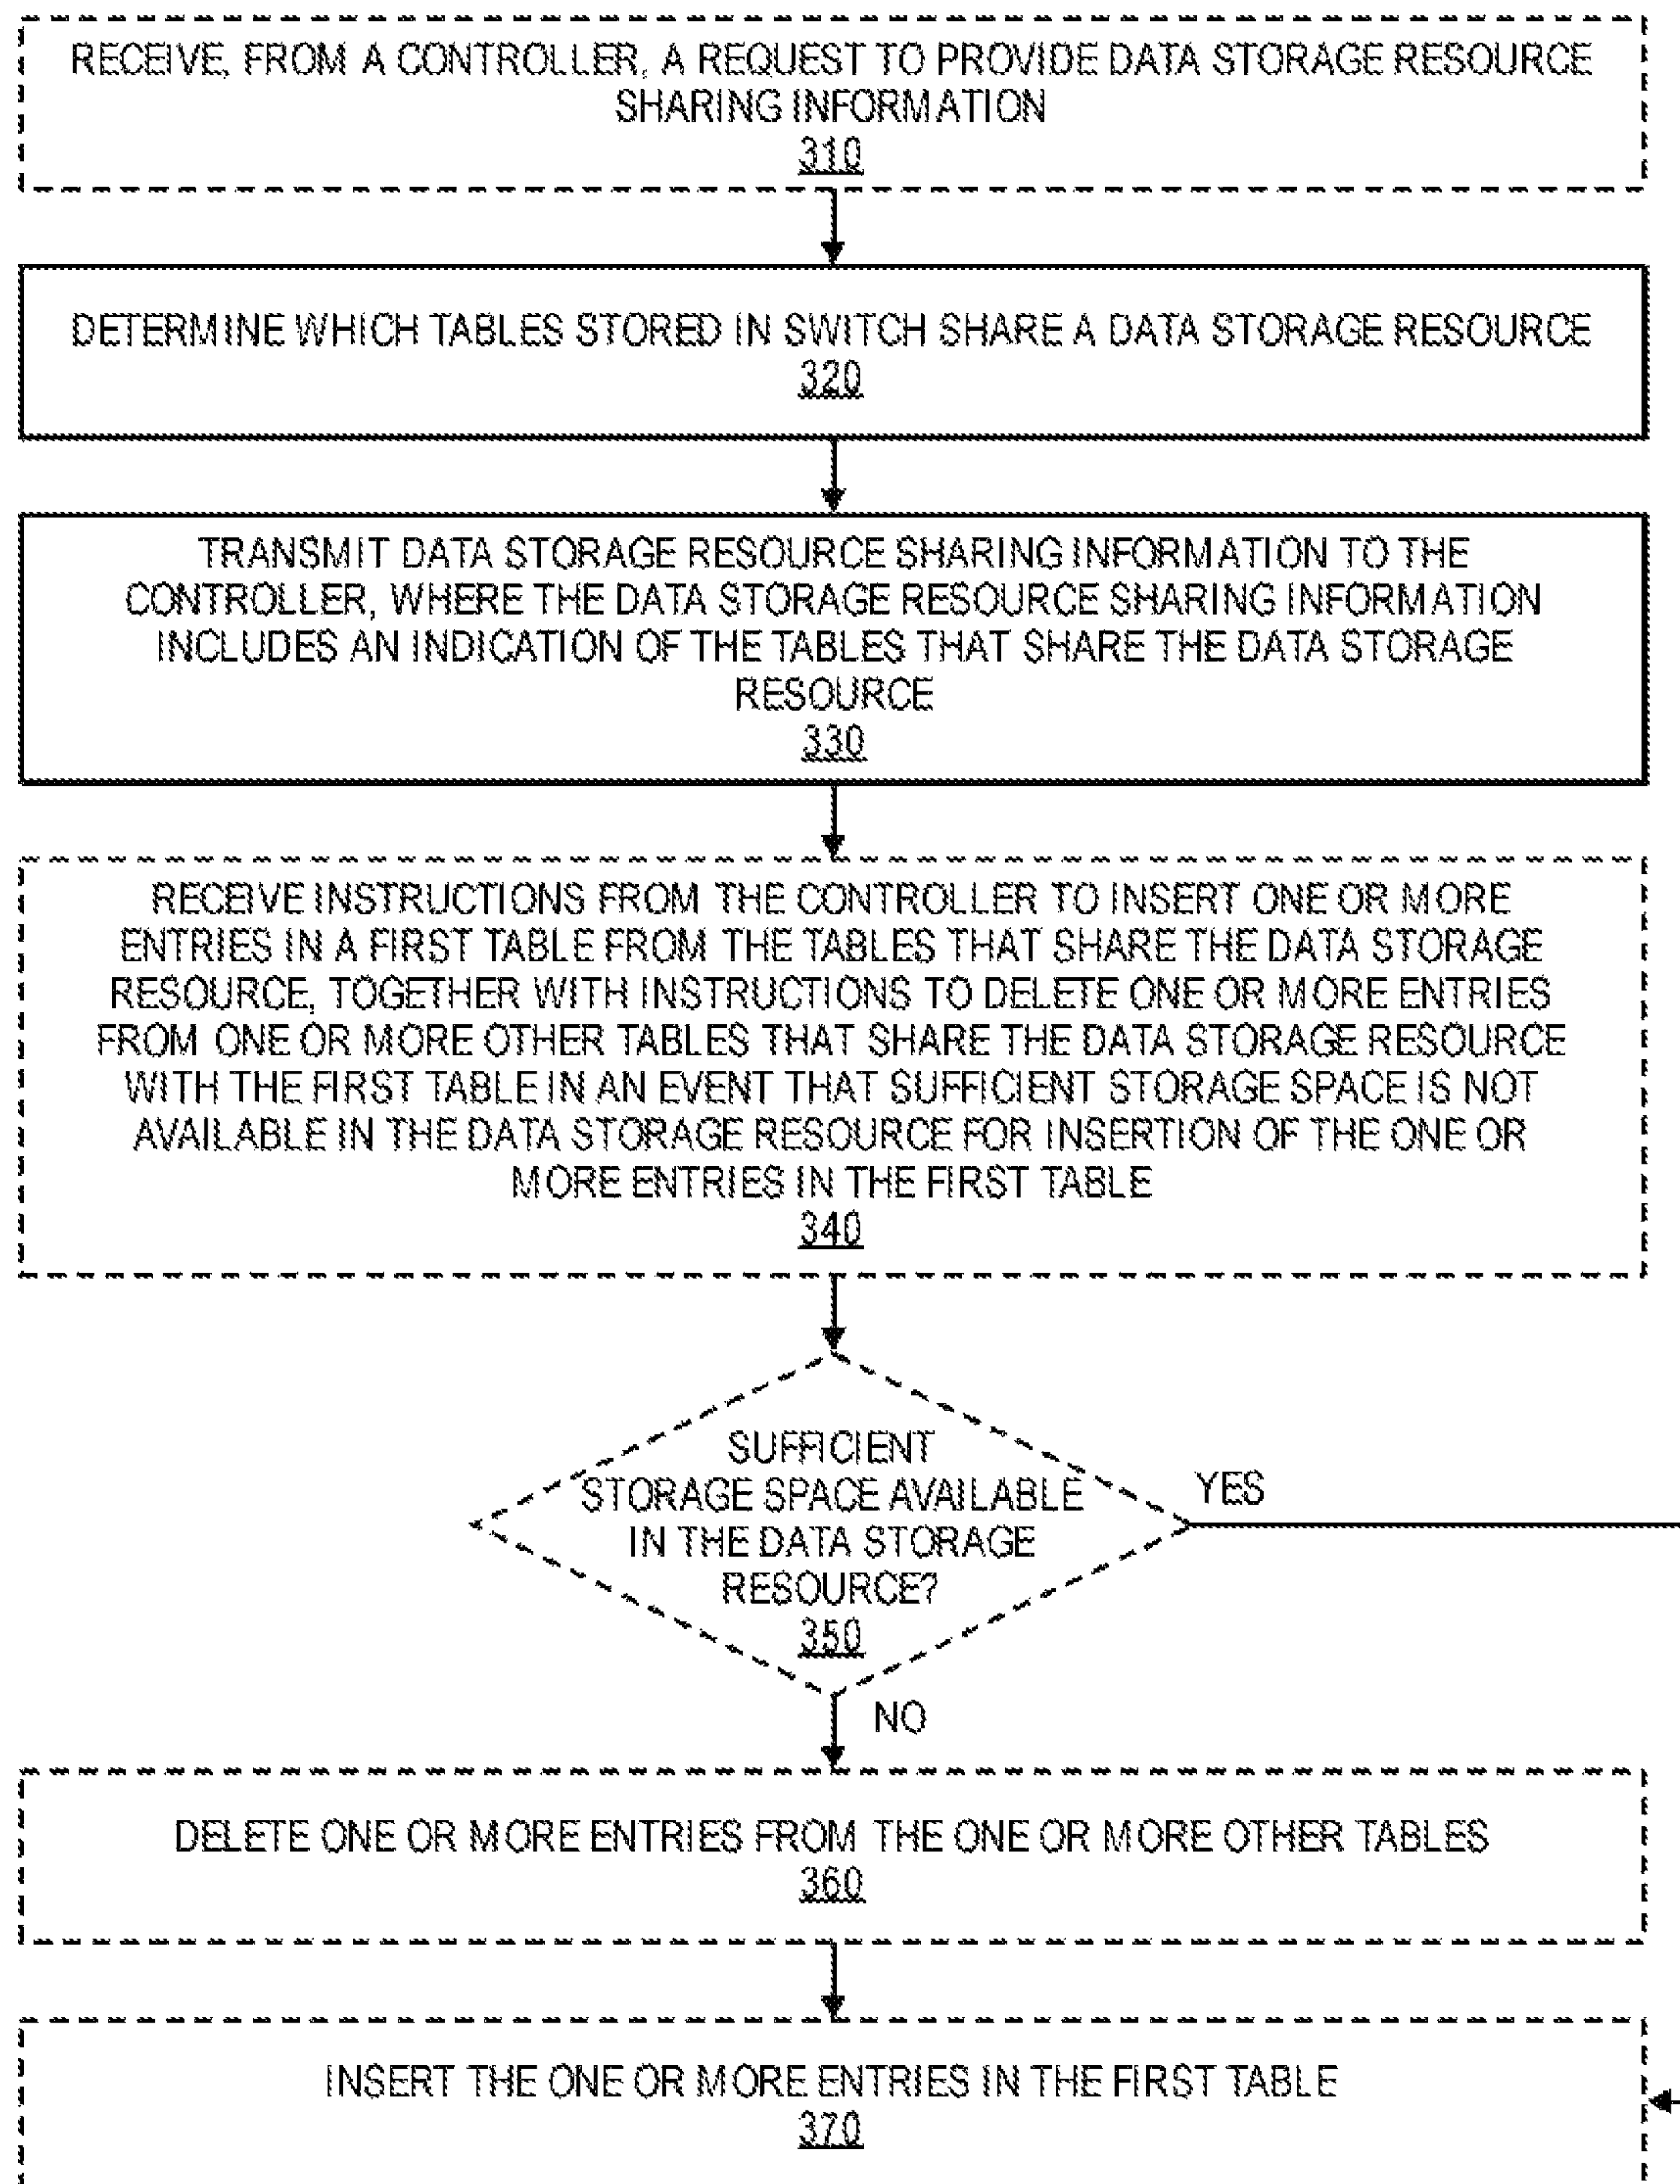 RECEIVE, FROM A CONTROLLER, A REQUEST TO PROVIDE DATA STORAGE RESOURCE
SHARING INFORMATION
310
DETERMINE WHICH TABLES STORED IN SWITCH SHARE A DATA STORAGE RESOURCE
320
TRANSMIT DATA STORAGE RESOURCE SHARING INFORMATION TO THE
CONTROLLER, WHERE THE DATA STORAGE RESOURCE SHARING INFORMATION
INCLUDES AN INDICATION OF THE TABLES THAT SHARE THE DATA STORAGE
RESOURCE
330
RECEIVE INSTRUCTIONS FROM THE CONTROLLER TO INSERT ONE OR MORE
ENTRIES IN A FIRST TABLE FROM THE TABLES THAT SHARE THE DATA STORAGE
RESOURCE, TOGETHER WITH INSTRUCTIONS TO DELETE ONE OR MORE ENTRIES
FROM ONE OR MORE OTHER TABLES THAT SHARE THE DATA STORAGE RESOURCE
WITH THE FIRST TABLE IN AN EVENT THAT SUFFICIENT STORAGE SPACE IS NOT
AVAILABLE IN THE DATA STORAGE RESOURCE FOR INSERTION OF THE ONE OR
MORE ENTRIES IN THE FIRST TABLE
340
SUFFICIENT
STORAGE SPACE AVAILABLE
IN THE DATA STORAGE
RESOURCE?
350
YES
NO
DELETE ONE OR MORE ENTRIES FROM THE ONE OR MORE OTHER TABLES
360
INSERT THE ONE OR MORE ENTRIES IN THE FIRST TABLE
370